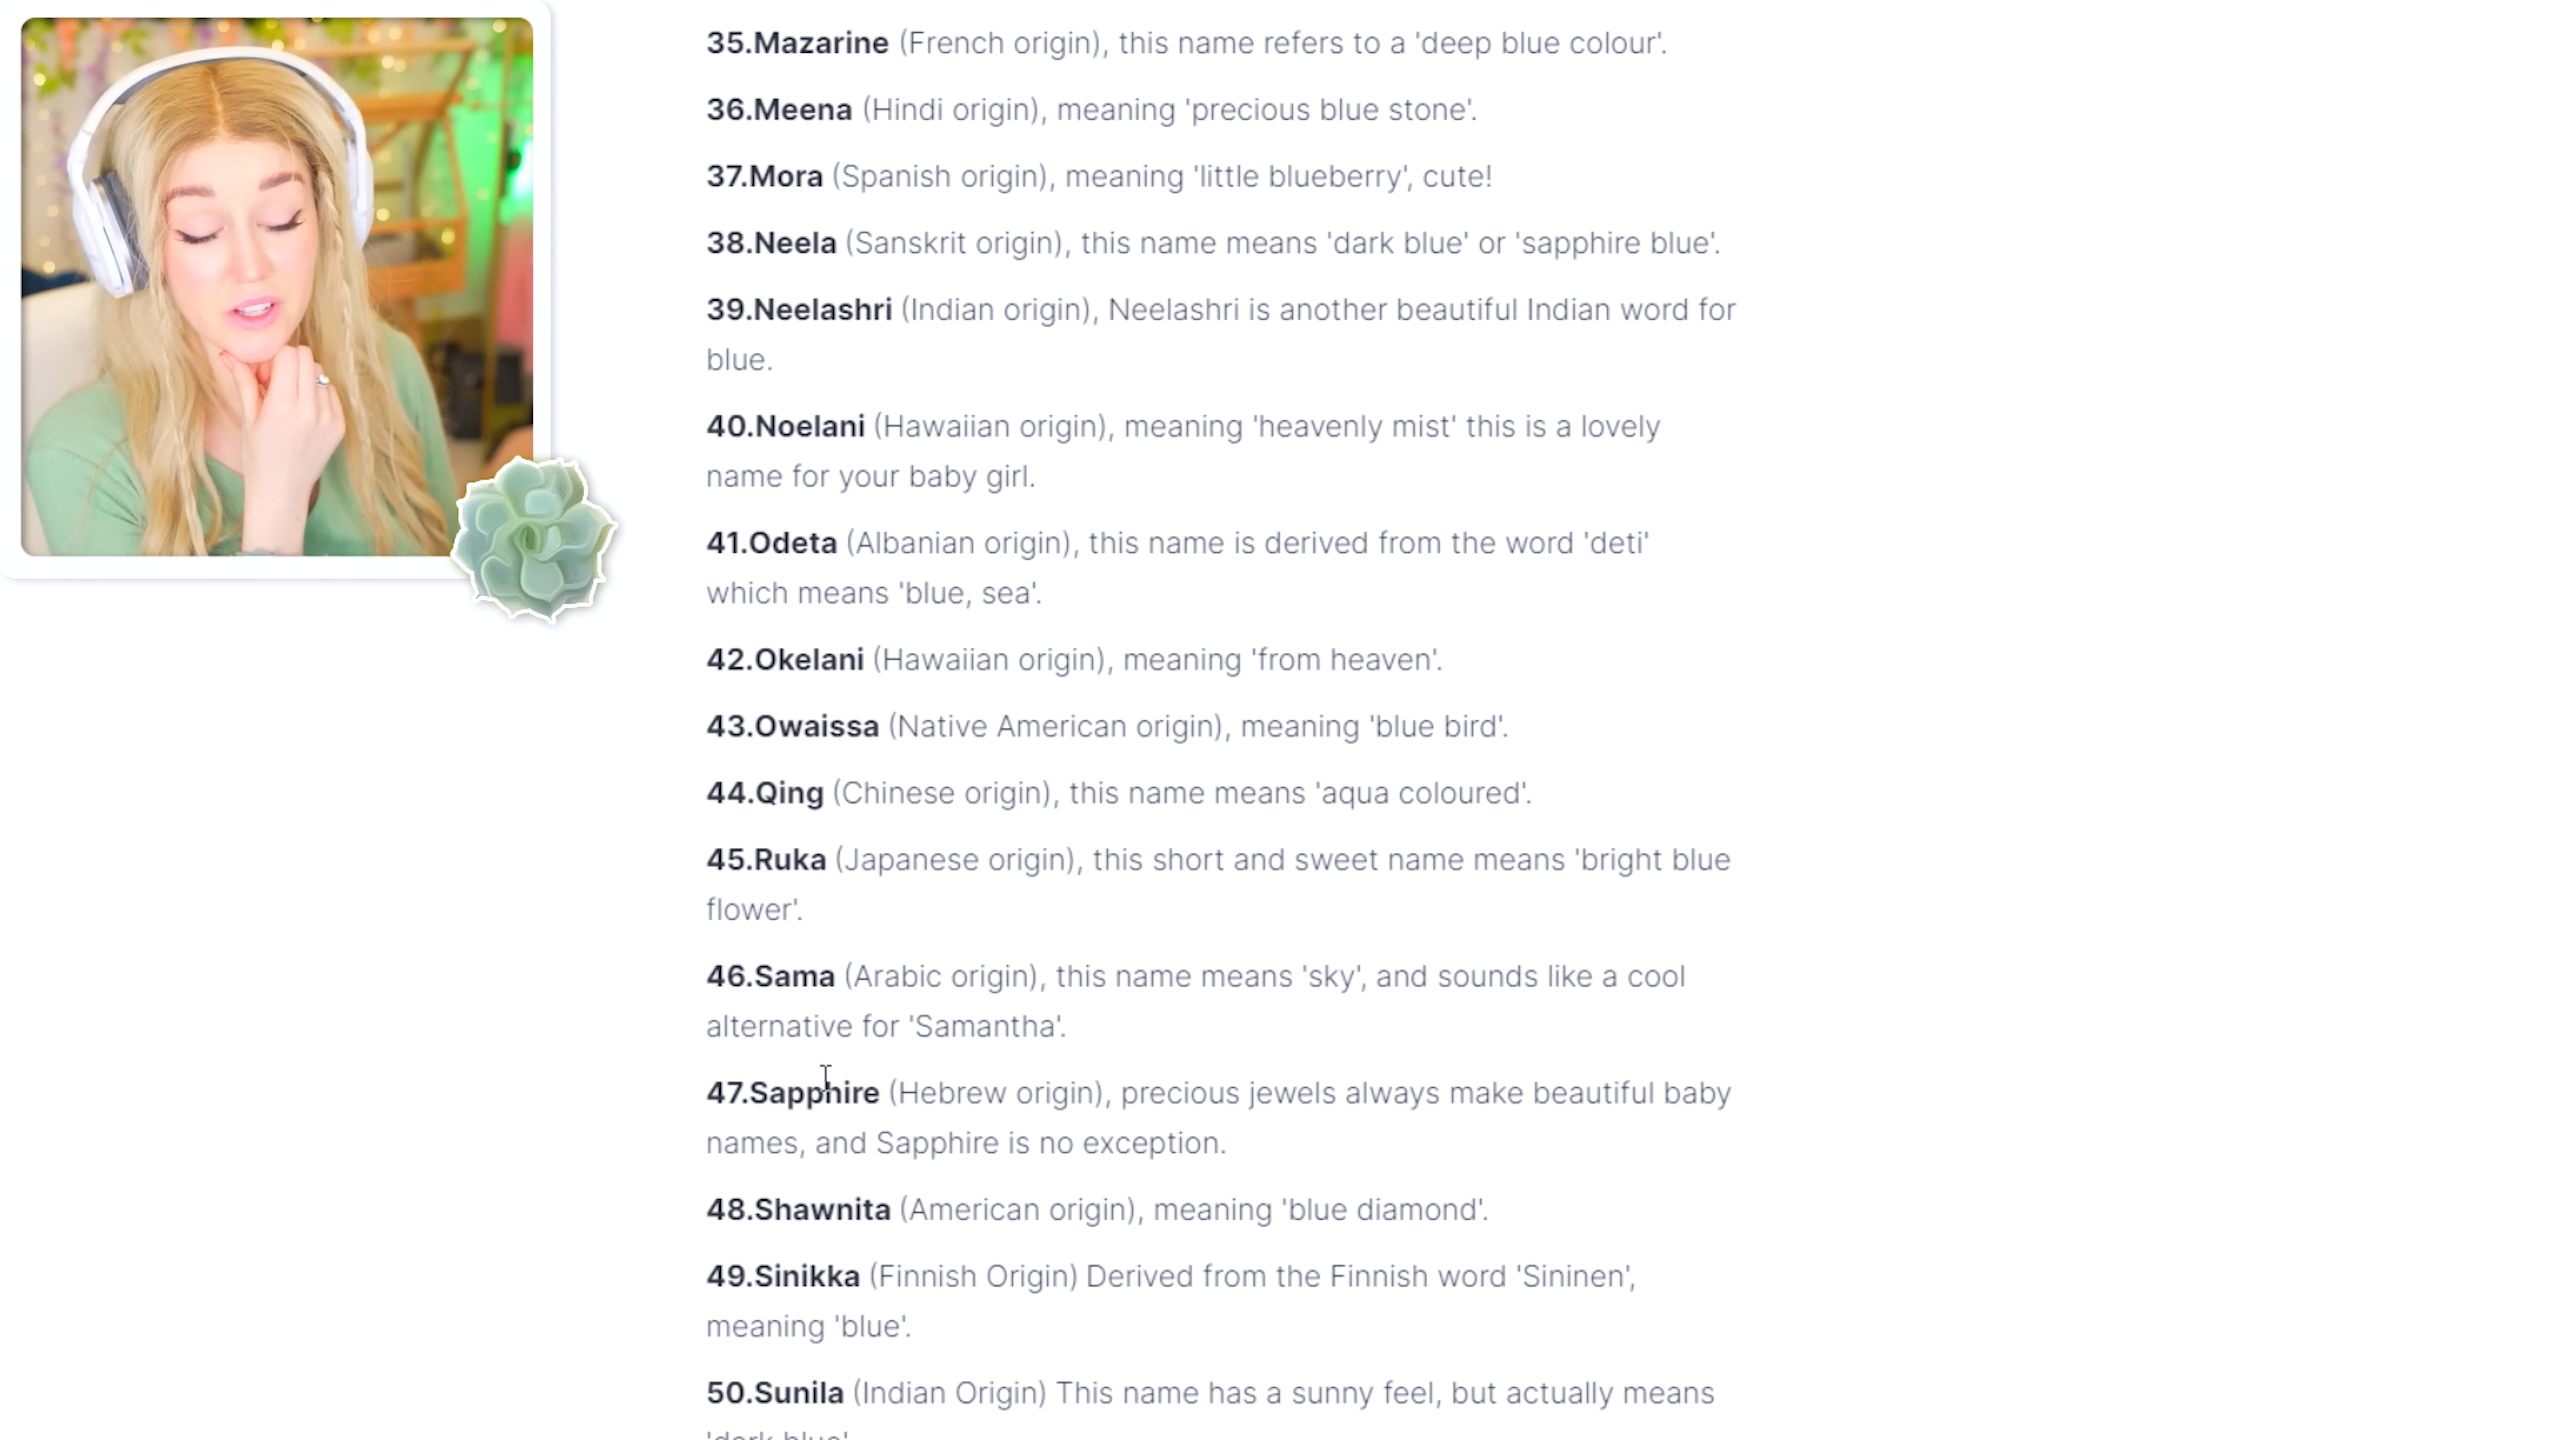 35.Mazarine (French origin), this name refers to a 'deep blue colour'.
36.Meena (Hindi origin), meaning 'precious blue stone'.
37.Mora (Spanish origin), meaning 'little blueberry', cute!
38.Neela (Sanskrit origin), this name means 'dark blue' or 'sapphire blue'.
39.Neelashri (Indian origin), Neelashri is another beautiful Indian word for
blue.
40.Noelani (Hawaiian origin), meaning 'heavenly mist' this is a lovely
name for your baby girl.
41.Odeta (Albanian origin), this name is derived from the word 'deti'
which means 'blue, sea'.
42.Okelani (Hawaiian origin), meaning 'from heaven'.
43.Owaissa (Native American origin), meaning 'blue bird'.
44.Qing (Chinese origin), this name means 'aqua coloured'.
45.Ruka (Japanese origin), this short and sweet name means 'bright blue
flower'.
46.Sama (Arabic origin), this name means 'sky', and sounds like a cool
alternative for 'Samantha'.
47.Sapphire (Hebrew origin), precious jewels always make beautiful baby
names, and Sapphire is no exception.
48.Shawnita (American origin), meaning 'blue diamond'.
49.Sinikka (Finnish Origin) Derived from the Finnish word 'Sininen',
meaning 'blue'.
50.Sunila (Indian Origin) This name has a sunny feel, but actually means
'dark blue'